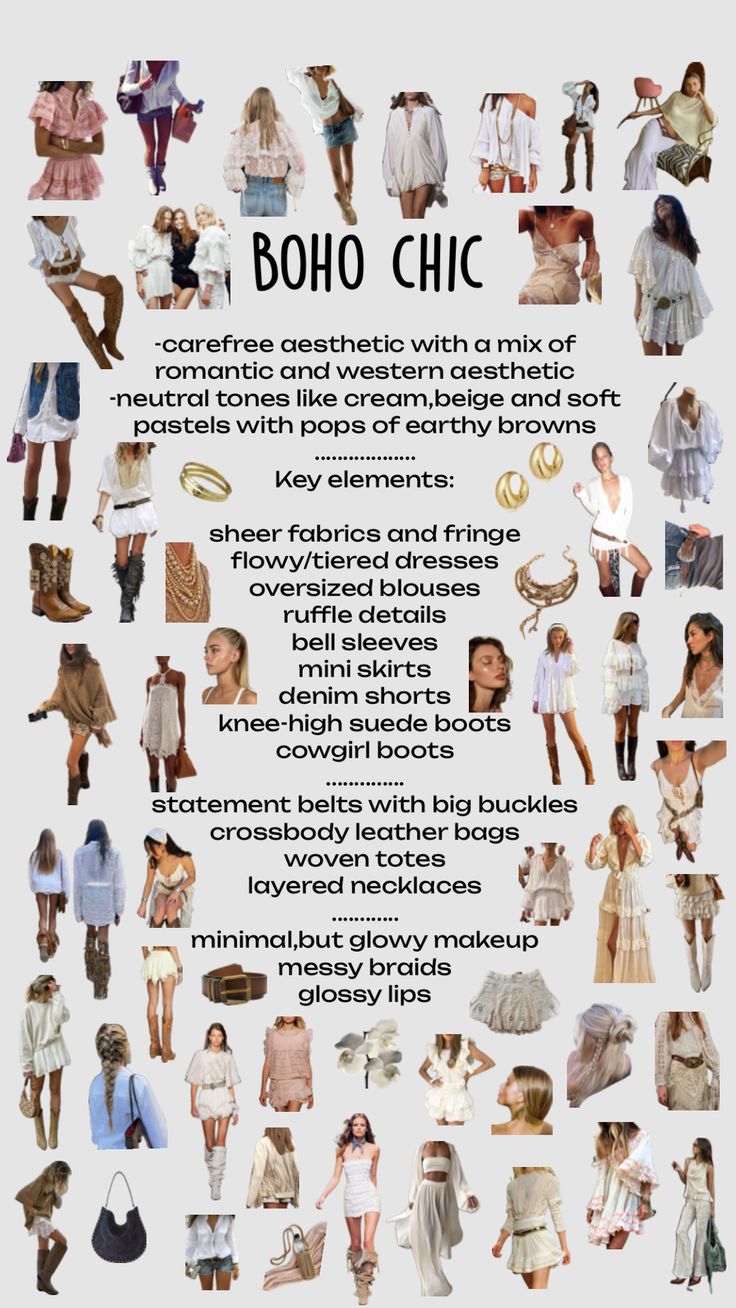 BOHO CHIC
-carefree aesthetic with a mix of
romantic and western aesthetic
-neutral tones like cream,beige and soft
pastels with pops of earthy browns
......................
Key elements:
sheer fabrics and fringe
flowy/tiered dresses
oversized blouses
ruffle details
bell sleeves
mini skirts
denim shorts
knee-high suede boots
cowgirl boots
.................
statement belts with big buckles
crossbody leather bags
woven totes
layered necklaces
...............
minimal,but glowy makeup
messy braids
glossy lips